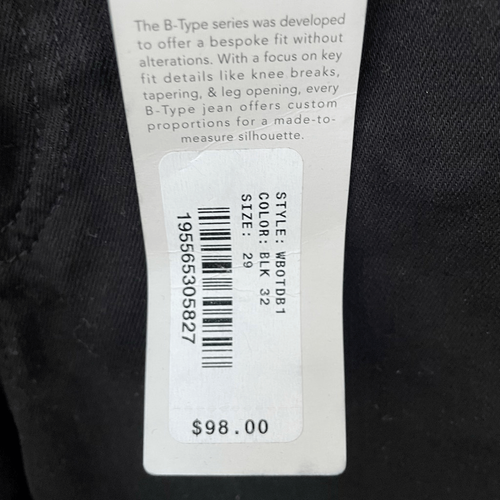 The B-Type series was developed
to offer a bespoke fit without
alterations. With a focus on key
fit details like knee breaks,
tapering, & leg opening, every
B-Type jean offers custom
proportions for a made-to-
measure silhouette.
STYLE: WBOTDB1
COLOR: BLK 32
SIZE: 29
195565305827
$98.00